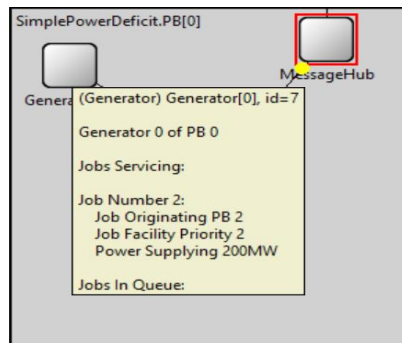 SimplePowerDeficit.PB[0]
MessageHub
Genera
(Generator) Generator[0], id=7
Generator 0 of PB 0
Jobs Servicing:
Job Number 2:
Job Originating PB 2
Job Facility Priority 2
Power Supplying 200MW
Jobs In Queue: